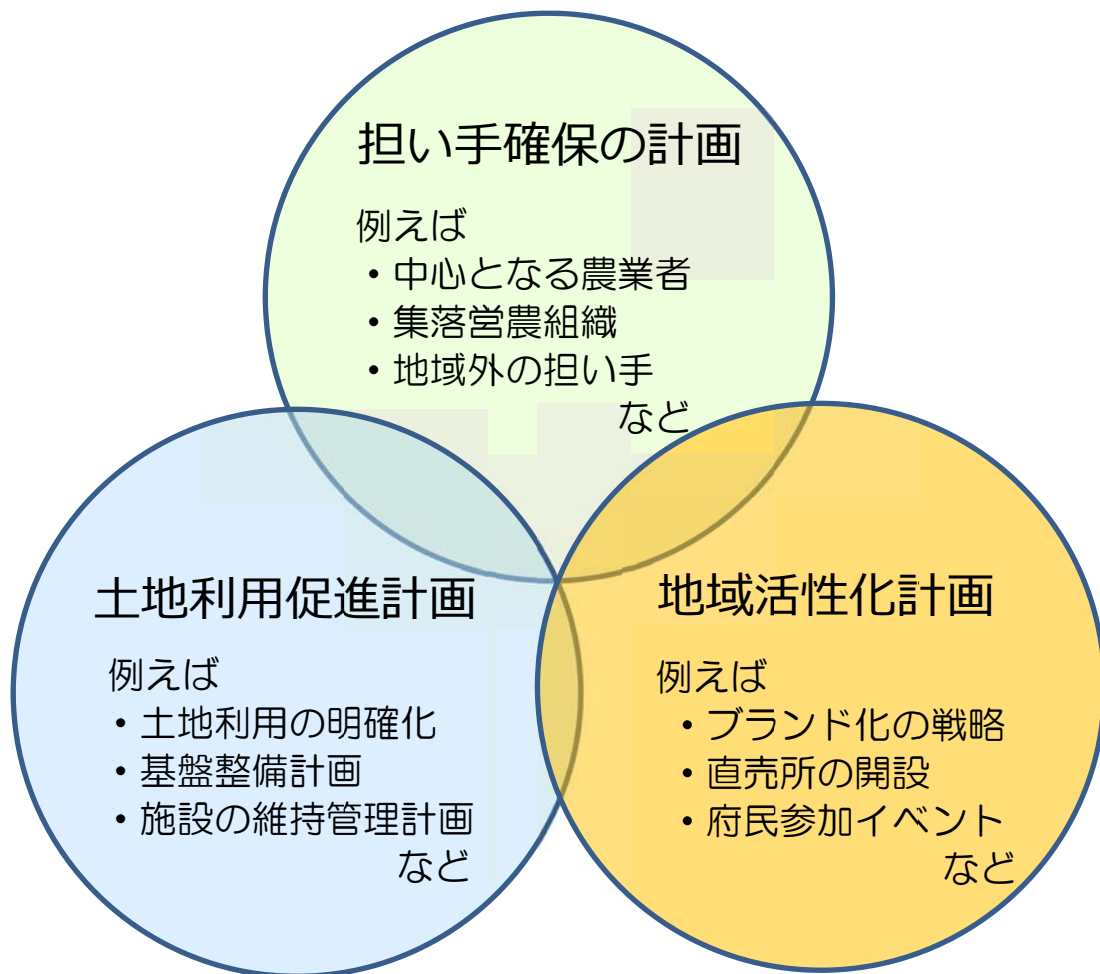 担い手確保の計画
例えば
・中心となる農業者
・集落営農組織
・地域外の担い手
など
土地利用促進計画
例えば
・土地利用の明確化
・基盤整備計画
・施設の維持管理計画
など
地域活性化計画
例えば
・ブランド化の戦略
・直売所の開設
・府民参加イベント
など